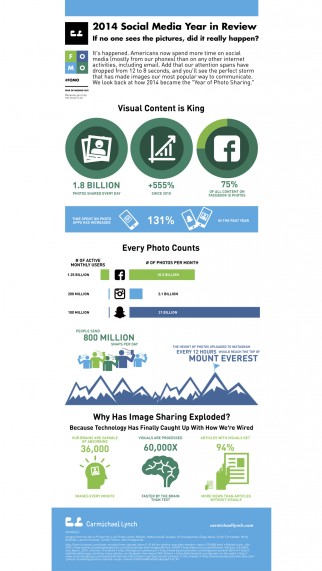 2014 Social Media Year in Review
If no one sees the pictures, did it really happen?
FO
MO
#FOMO
It's happened. Americans now spend more time on social
media (mostly from our phones) than on any other internet
activities, including email. Add that our attention spans have
dropped from 12 to 8 seconds, and you'll see the perfect storm
that has made images our most popular way to communicate.
We look back at how 2014 became the "Year of Photo Sharing."
Visual Content is King
1.8 BILLION
PHOTOS SHARED EVERY DAY
+555%
SINCE 2010
75%
OF ALL CONTENT ON
FACEBOOK IS PHOTOS
TIME SPENT ON PHOTO
APPS HAS INCREASED
131%
IN THE PAST YEAR
Every Photo Counts
# OF ACTIVE
MONTHLY USERS
# OF PHOTOS PER MONTH
200 MILLION
2.1 BILLION
100 MILLION
21 BILLION
PEOPLE SEND
800 MILLION
SNAPS PER DAY
THE HEIGHT OF PHOTOS UPLOADED TO INSTAGRAM
EVERY 12 HOURS WOULD REACH THE TOP OF
MOUNT EVEREST
Why Has Image Sharing Exploded?
Because Technology Has Finally Caught Up With How We're Wired
OUR BRAINS ARE CAPABLE
OF ABSORBING
36,000
IMAGES EVERY MINUTE
VISUALS ARE PROCESSED
60,000X
FASTER BY THE BRAIN
THAN TEXT
ARTICLES WITH VISUALS GET
94%
MORE VIEWS THAN ARTICLES
WITHOUT VISUALS
Carmichael Lynch
carmichaellynch.com